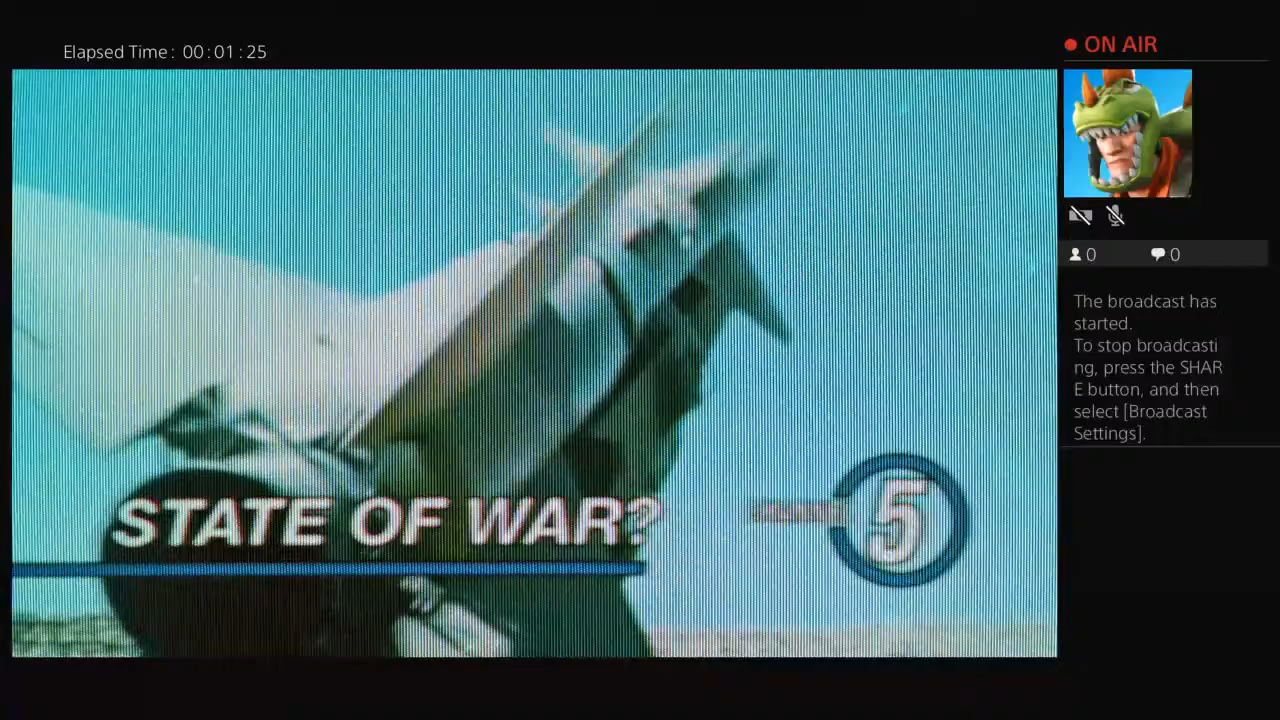 Elapsed Time: 00:01:25
ON AIR
STATE OF WAR?
5
0
0
The broadcast has
started.
To stop broadcasti
ng, press the SHAR
E button, and then
select [Broadcast
Settings].